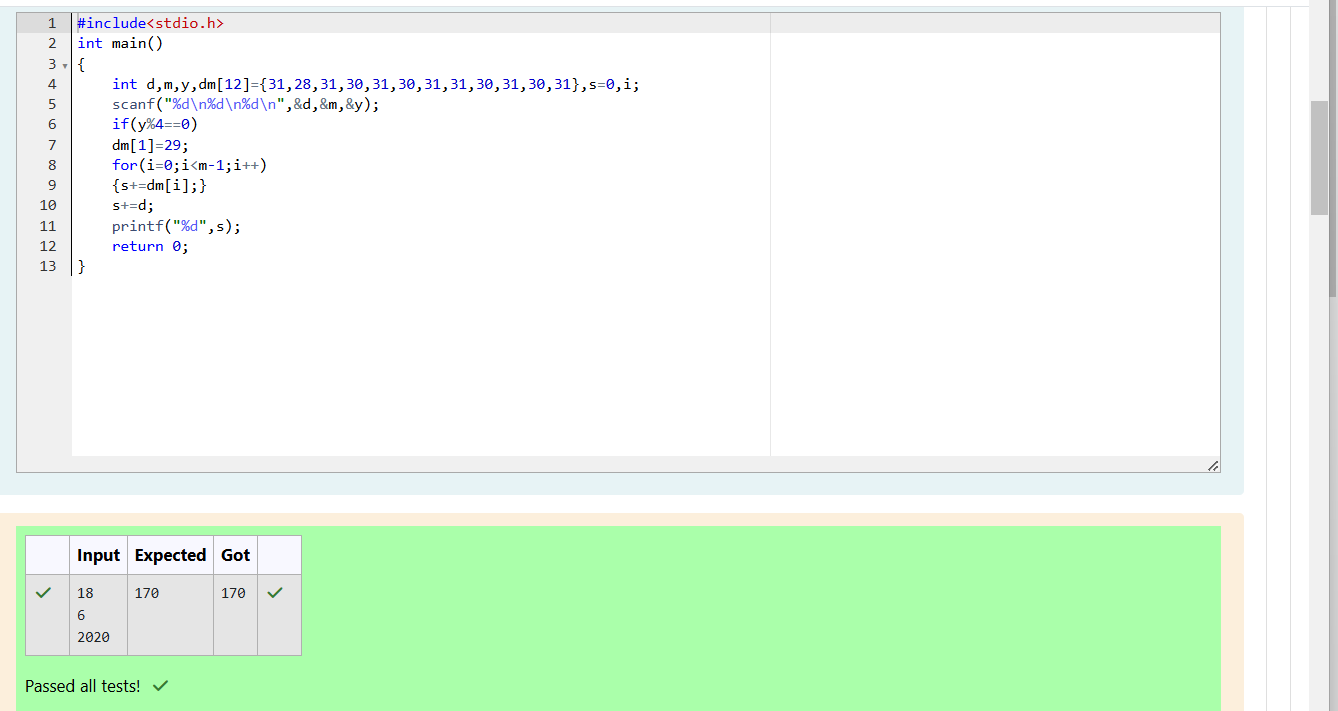 1 #include<stdio.h>
2 int main()
3 {
4 int d,m,y,dm[12]={31,28,31,30,31,30,31,31,30,31,30,31},s=0,i;
5 scanf("%d\n%d\n%d\n",&d,&m,&y);
6 if(y%4==0)
7 dm[1]=29;
8 for(i=0;i<m-1;i++)
9 {s+=dm[i];}
10 s+=d;
11 printf("%d",s);
12 return 0;
13 }
Input Expected Got
18 170 170
6
2020
Passed all tests!